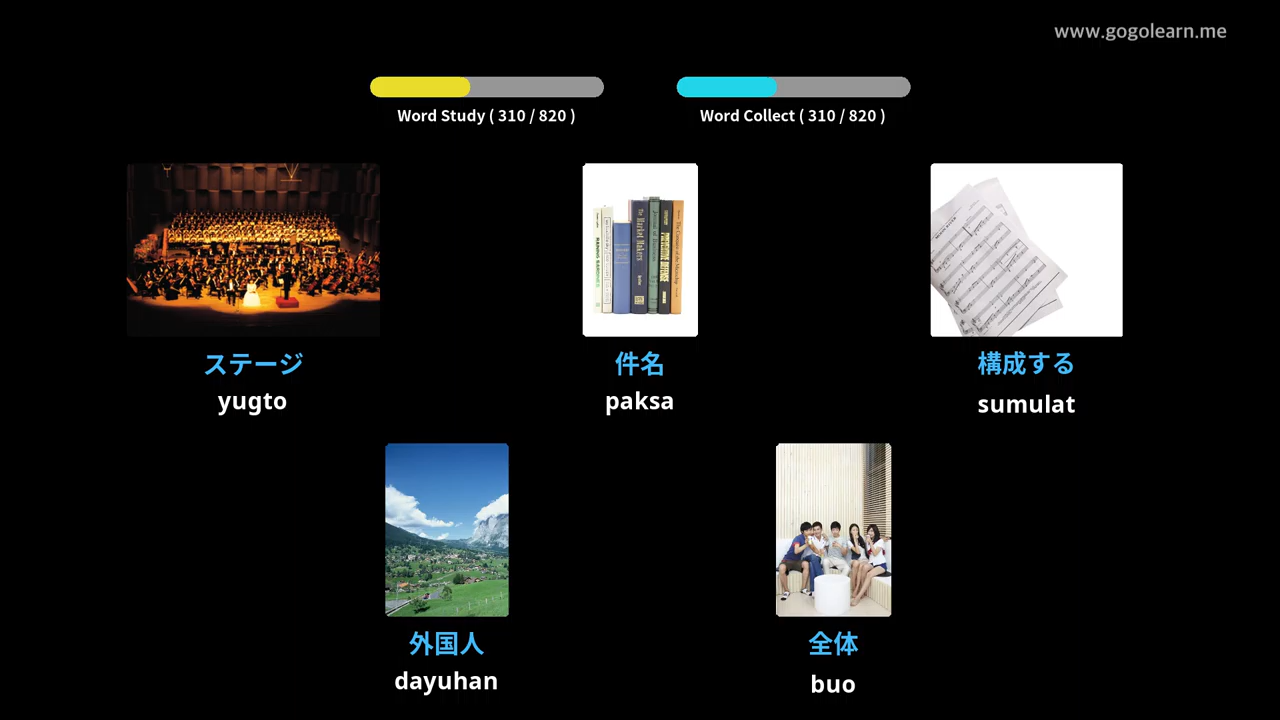 www.gogolearn.me
Word Study ( 310 / 820 )
Word Collect ( 310 / 820 )
ステージ
yugto
件名
paksa
構成する
sumulat
外国人
dayuhan
全体
buo